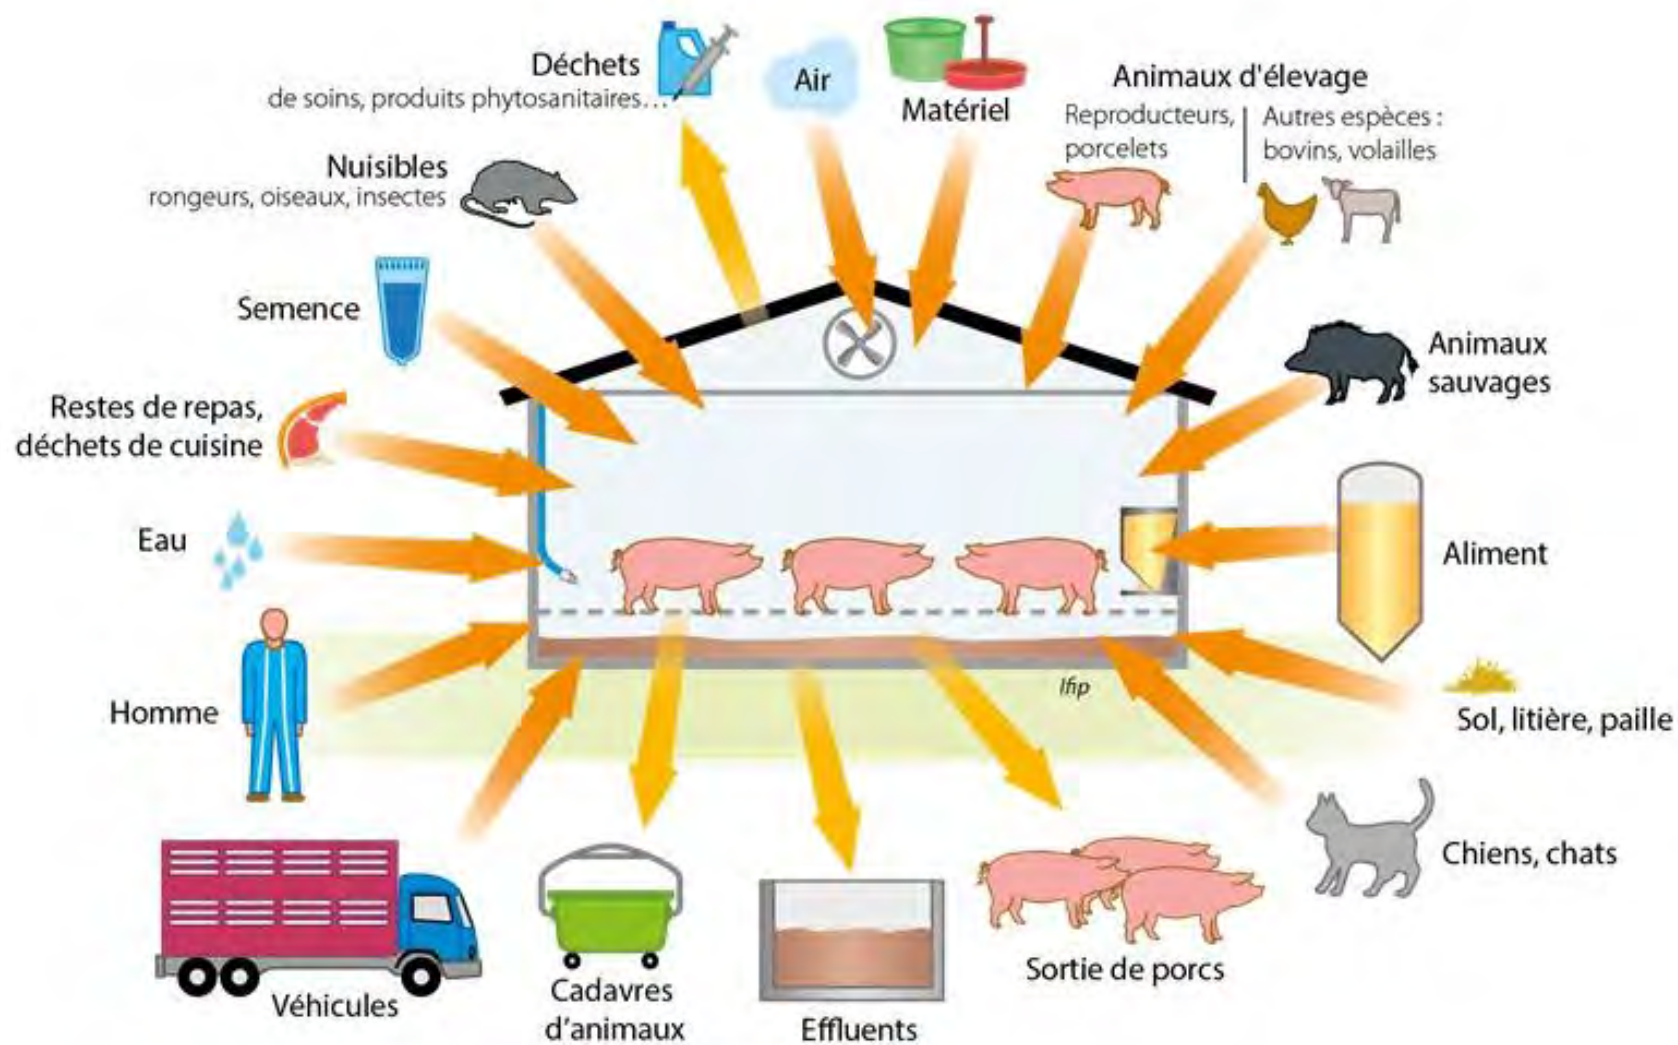 Déchets
de soins, produits phytosanitaires...
Air
Matériel
Animaux d'élevage
Reproducteurs,
porcelets
Autres espèces :
bovins, volailles
Nuisibles
rongeurs, oiseaux, insectes
Semence
Animaux
sauvages
Restes de repas,
déchets de cuisine
Eau
Aliment
Homme
Ifip
Sol, litière, paille
Chiens, chats
Véhicules
Cadavres
d'animaux
Effluents
Sortie de porcs